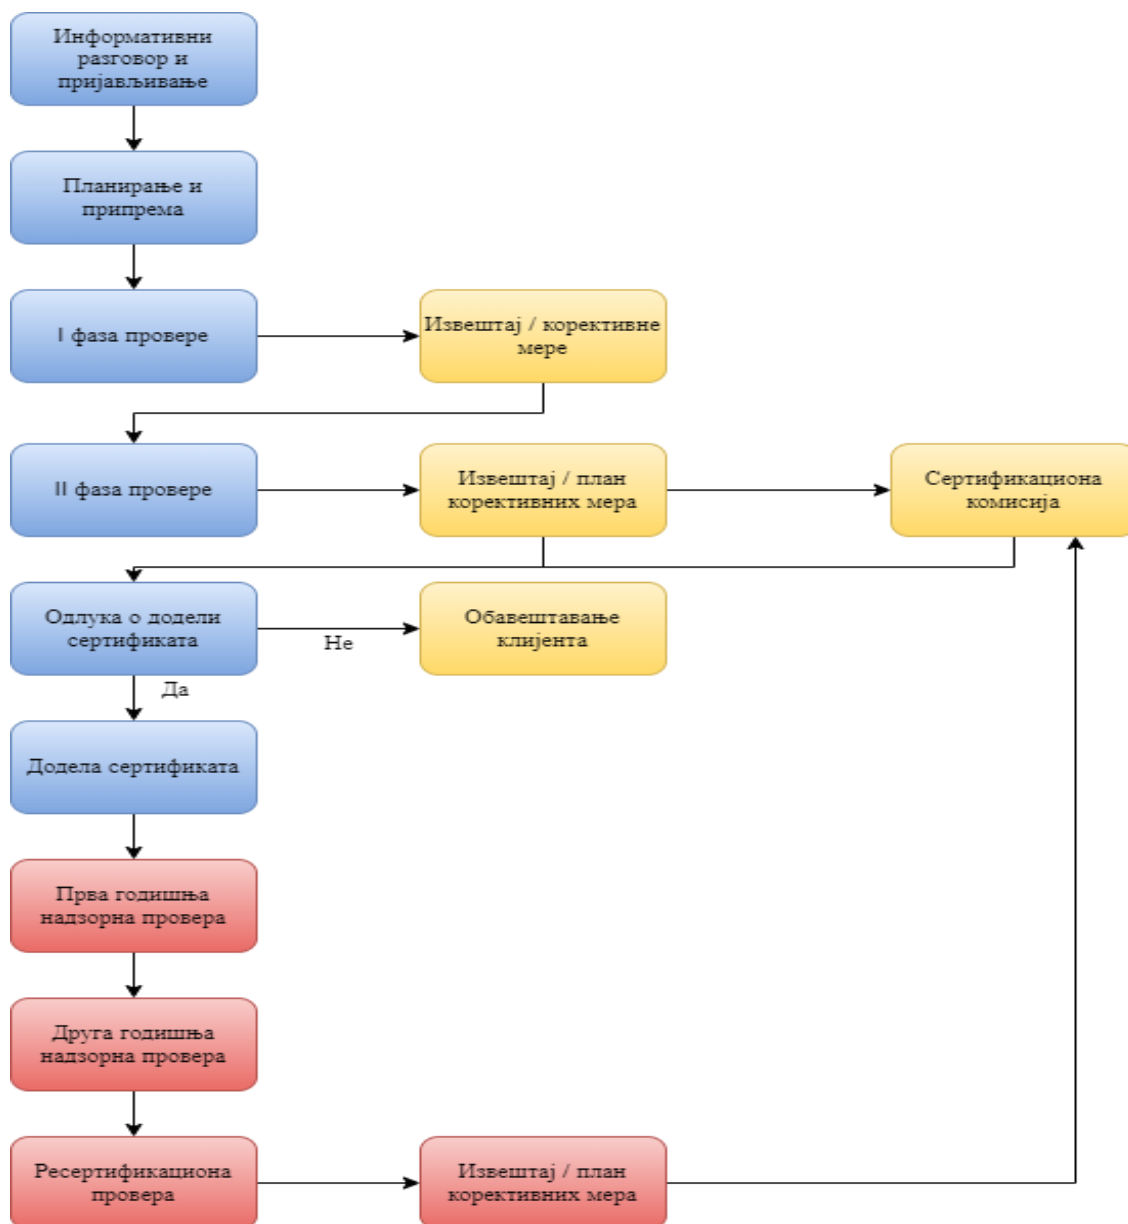 Информативни
разговор и
пријављивање
Планирање и
припрема
I фаза провере
Извештај / корективне
мере
II фаза провере
Извештај / план
корективних мера
Сертификациона
комисија
Одлука о додели
сертификата
Не
Обавештавање
клијента
Да
Додела сертификата
Прва годишња
надзорна провера
Друга годишња
надзорна провера
Ресертификациона
провера
Извештај / план
корективних мера